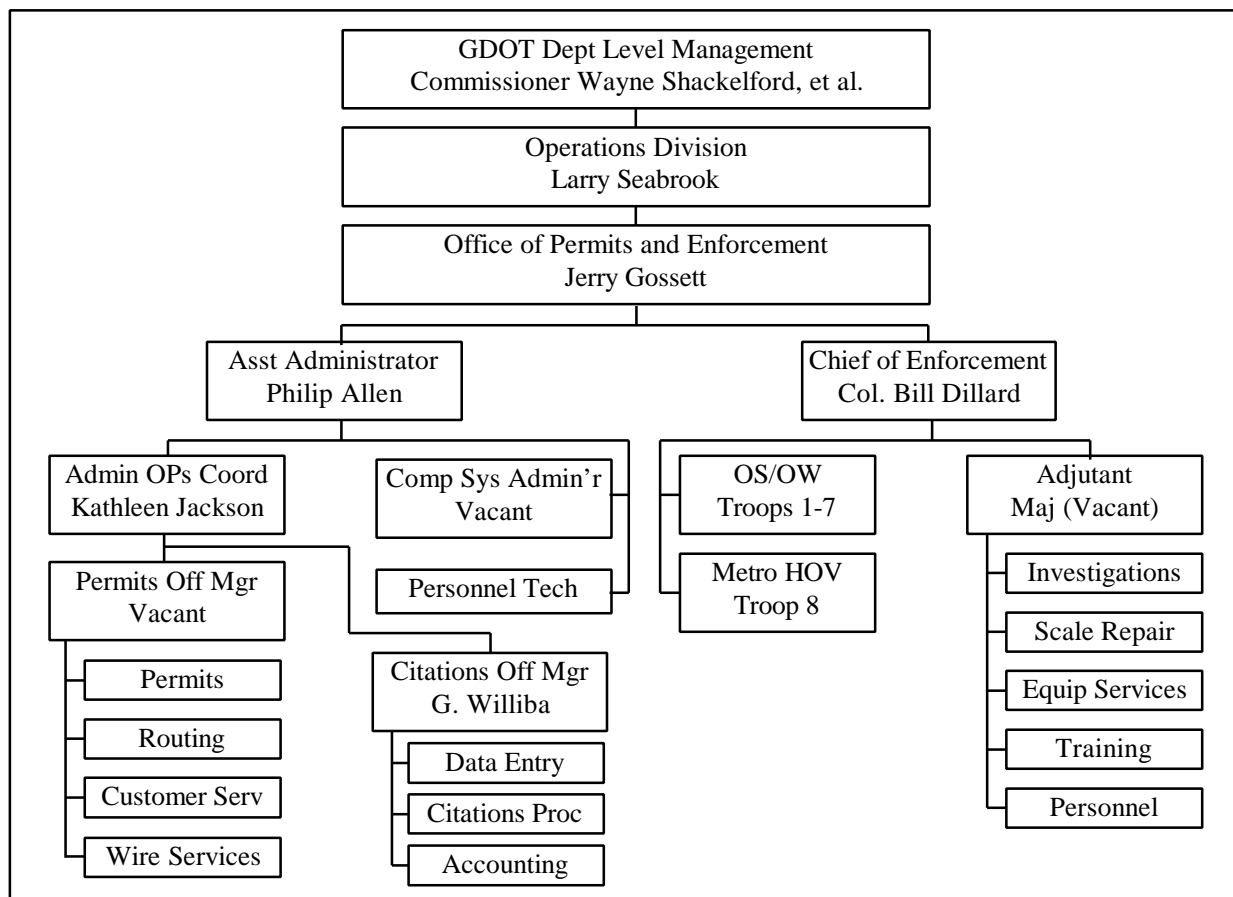 GDOT Dept Level Management
Commissioner Wayne Shackelford, et al.
Operations Division
Larry Seabrook
Office of Permits and Enforcement
Jerry Gossett
Asst Administrator
Philip Allen
Chief of Enforcement
Col. Bill Dillard
Admin OPs Coord
Kathleen Jackson
Comp Sys Admin’r
Vacant
OS/OW
Troops 1-7
Adjutant
Maj (Vacant)
Permits Off Mgr
Vacant
Personnel Tech
Metro HOV
Troop 8
Investigations
Scale Repair
Equip Services
Training
Personnel
Permits
Routing
Customer Serv
Wire Services
Citations Off Mgr
G. Williba
Data Entry
Citations Proc
Accounting